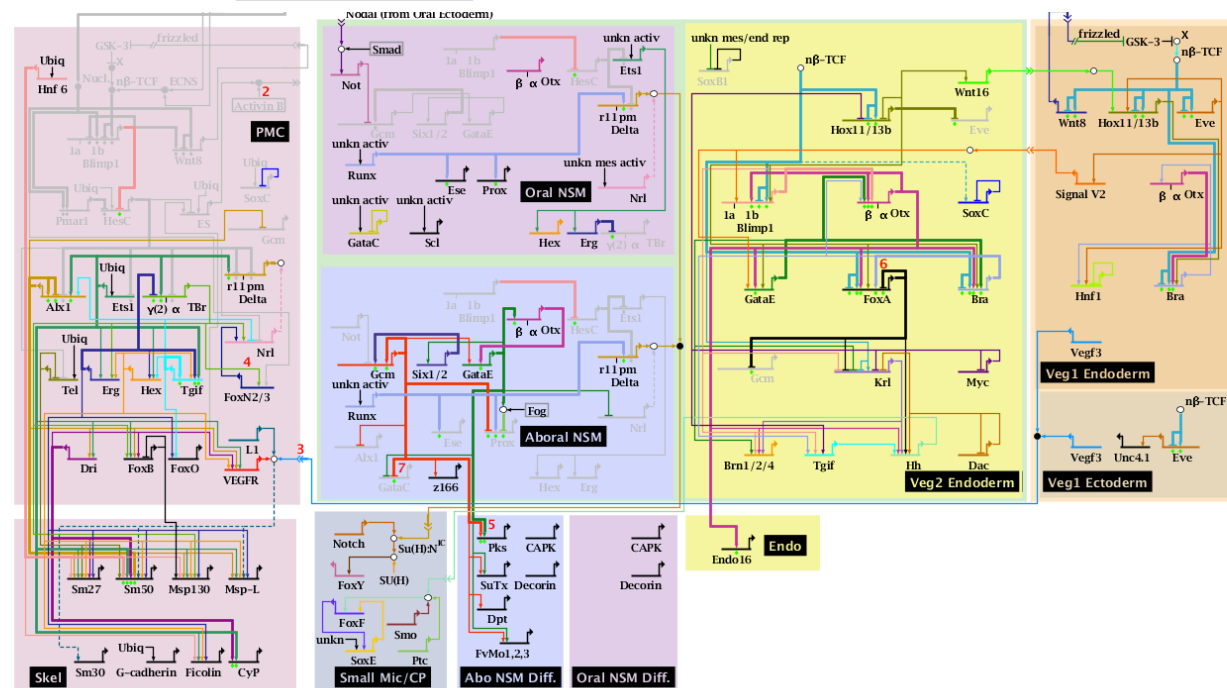 Nodal (from Oral Ectoderm)
GSK-3
frizzled
X
Ubiq
NucL
nβ-TCF
ECNS
Hnf 6
2
Activin B
PMC
1a
1b
Blimp1
Wnt8
Ubiq
SoxC
Ubiq
Pmar1
HesC
Ubiq
ES
Gcm
r11pm
Delta
Ubiq
Alx1
Ets1
γ(2) α
TBr
Nrl
Ubiq
4
Tel
Erg
Hex
Tgif
FoxN2/3
L1
3
Dri
FoxB
FoxO
VEGFR
Sm27
Sm50
Msp130
Msp-L
Ubiq
Skel
Sm30
G-cadherin
Ficolin
CyP
Smad
Not
1a
1b
Blimp1
β α Otx
HesC
unkn activ
Ets1
Gcm
Six1/2
GataE
r11pm
Delta
unkn activ
Runx
Ese
Prox
unkn mes activ
Nrl
Oral NSM
unkn activ
unkn activ
GataC
Scl
Hex
Erg
γ(2) α
TBr
1a
1b
Blimp1
β α Otx
HesC
Ets1
Not
Gcm
Six1/2
GataE
r11pm
Delta
unkn activ
Runx
Fog
Ese
Prox
Nrl
Alx1
Aboral NSM
7
GataC
z166
Hex
Erg
Notch
Su(H):N^IC
SU(H)
FoxY
FoxF
unkn
Smo
SoxE
Ptc
Small Mic/CP
5
Pks
CAPK
SuTx
Decorin
Dpt
FvMo1,2,3
Abo NSM Diff.
CAPK
Decorin
Oral NSM Diff.
unkn mes/end rep
SoxB1
nβ-TCF
Wnt16
Hox11/13b
Eve
1a
1b
Blimp1
β α Otx
SoxC
6
GataE
FoxA
Bra
Gcm
Krl
Myc
Brn1/2/4
Tgif
Hh
Dac
Veg2 Endoderm
Endo16
Endo
frizzled
GSK-3
X
nβ-TCF
Wnt8
Hox11/13b
Eve
Signal V2
β α Otx
Hnf1
Bra
Vegf3
Veg1 Endoderm
nβ-TCF
Vegf3
Unc4.1
Eve
Veg1 Ectoderm